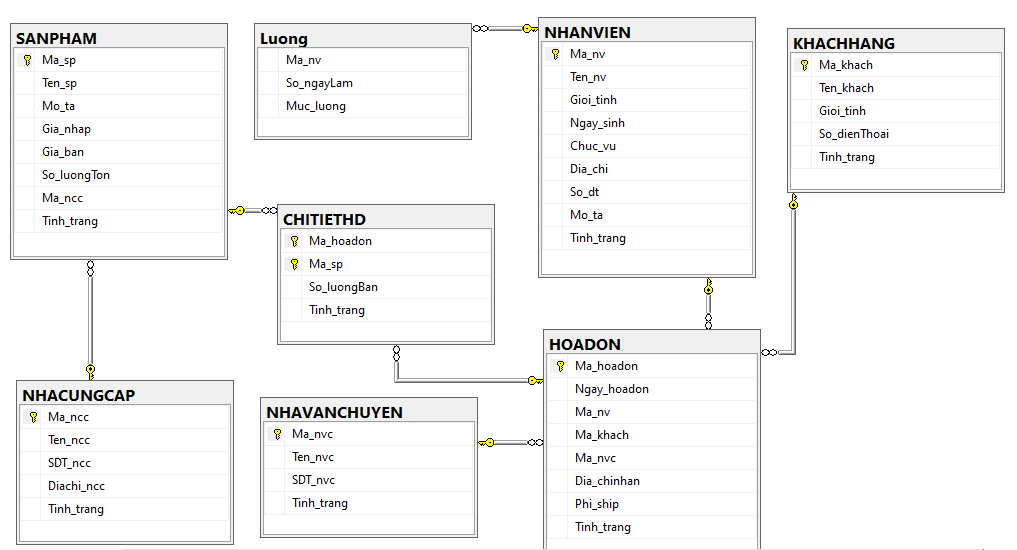 SANPHAM
Ma_sp
Ten_sp
Mo_ta
Gia_nhap
Gia_ban
So_luongTon
Ma_ncc
Tinh_trang
Luong
Ma_nv
So_ngayLam
Muc_luong
NHANVIEN
Ma_nv
Ten_nv
Gioi_tinh
Ngay_sinh
Chuc_vu
Dia_chi
So_dt
Mo_ta
Tinh_trang
KHACHHANG
Ma_khach
Ten_khach
Gioi_tinh
So_dienThoai
Tinh_trang
CHITIETHD
Ma_hoadon
Ma_sp
So_luongBan
Tinh_trang
NHACUNGCAP
Ma_ncc
Ten_ncc
SDT_ncc
Diachi_ncc
Tinh_trang
NHAVANCHUYEN
Ma_nvc
Ten_nvc
SDT_nvc
Tinh_trang
HOADON
Ma_hoadon
Ngay_hoadon
Ma_nv
Ma_khach
Ma_nvc
Dia_chinhan
Phi_ship
Tinh_trang